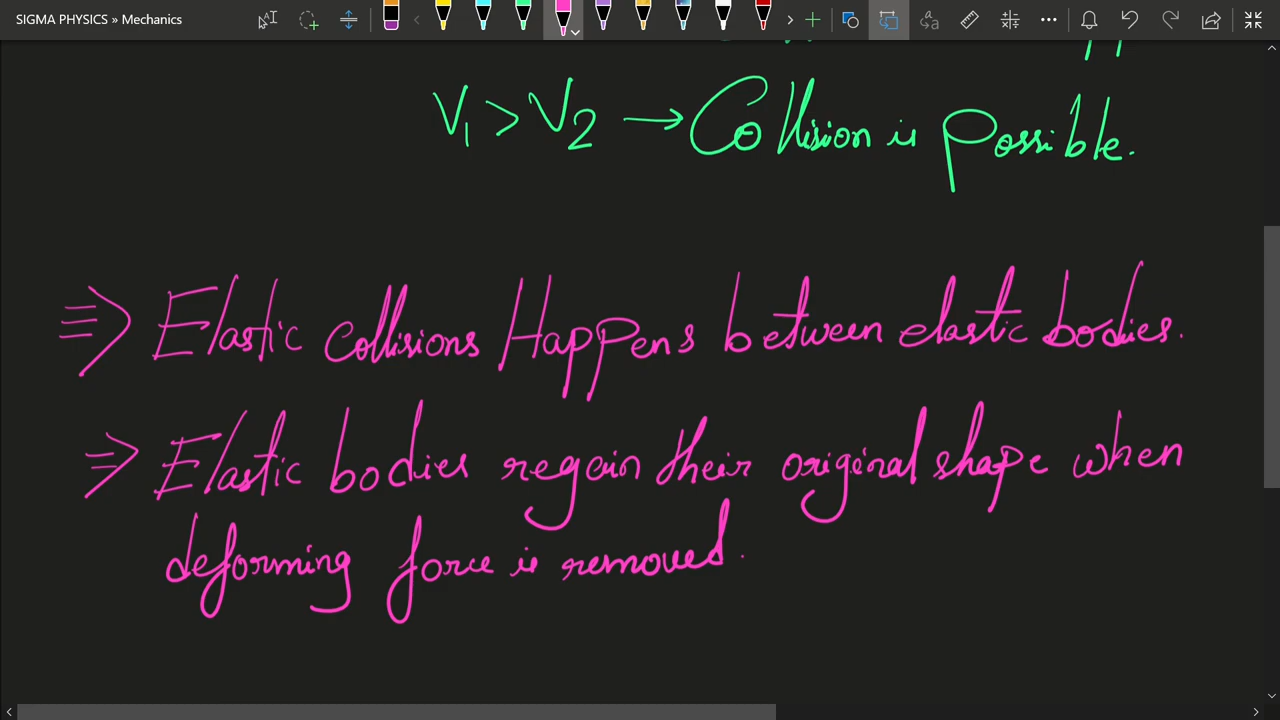 SIGMA PHYSICS » Mechanics
V₁ > V₂ → Collision is possible.
⇒ Elastic Collisions Happens between elastic bodies.
⇒ Elastic bodies regain their original shape when
deforming force is removed.